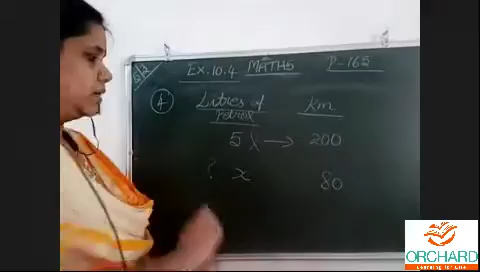 Ex. 10.4 MATHS P-165
4 Litres of Petrol Km
5 l → 200
? x 80
ORCHARD
Learning for Life